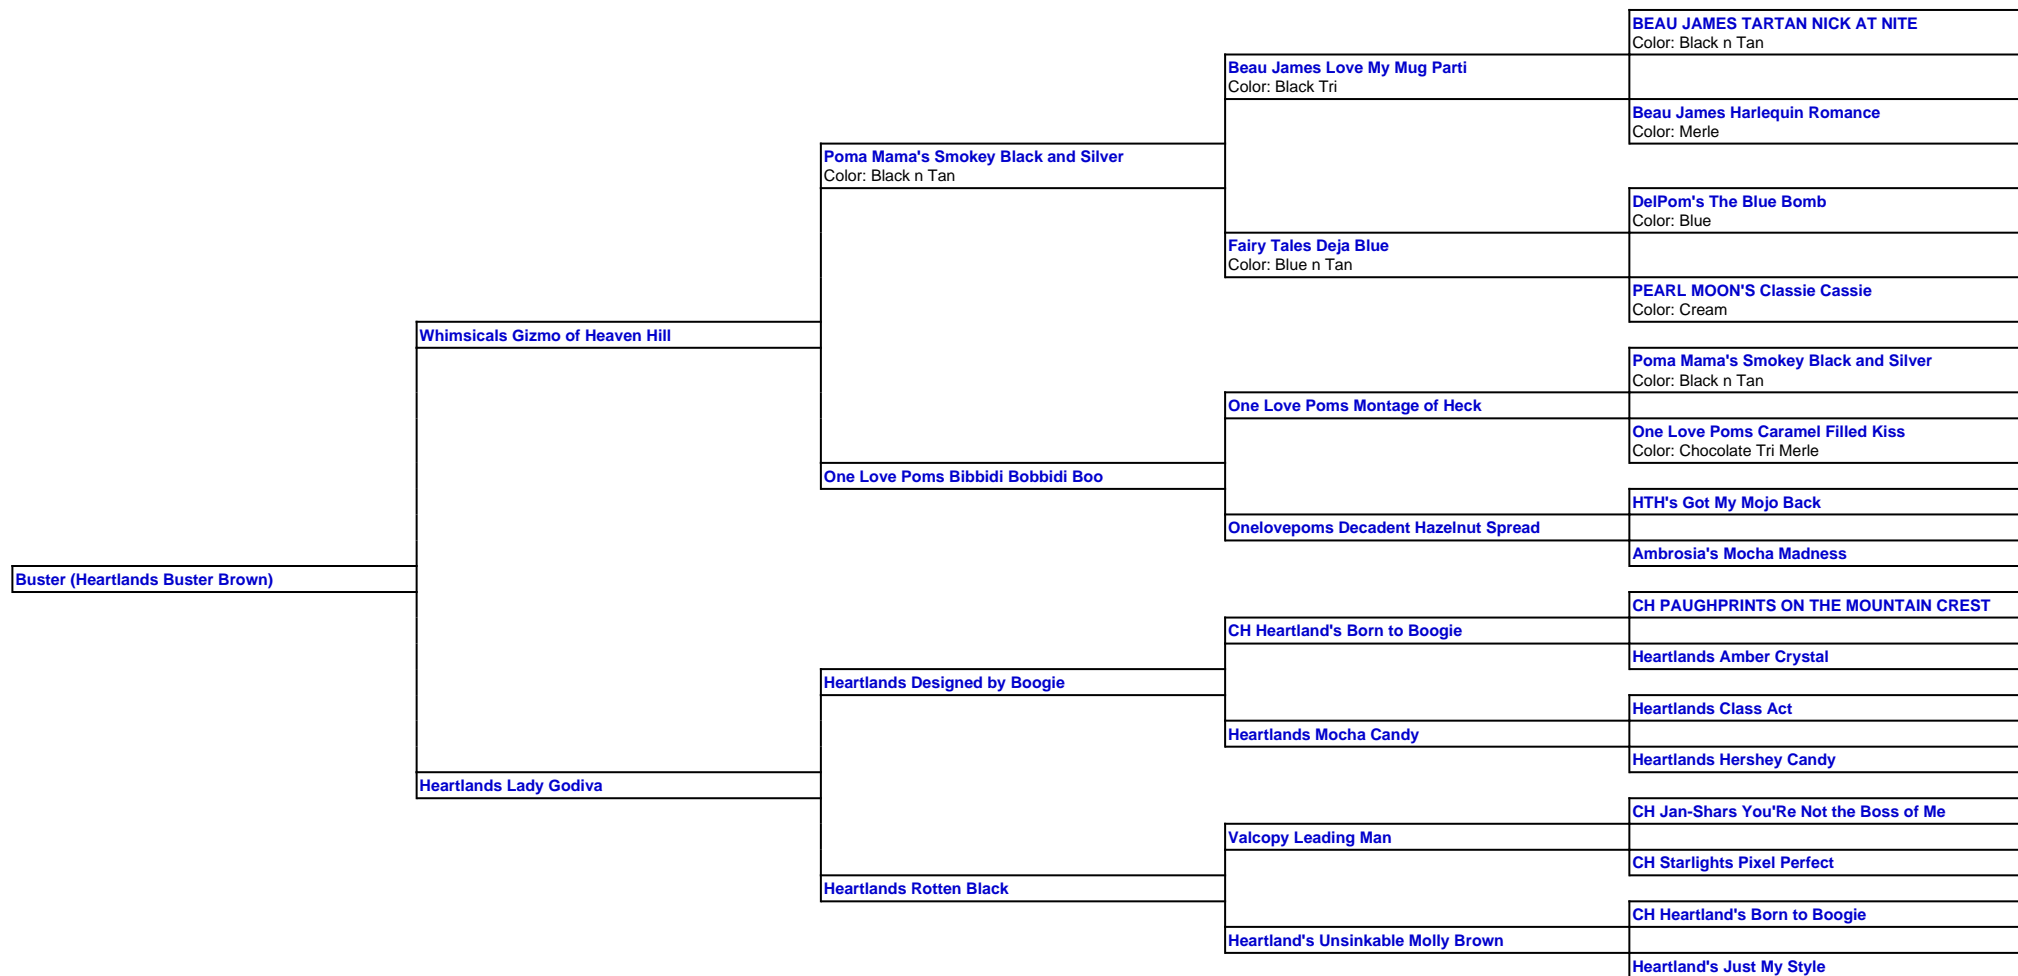 BEAU JAMES TARTAN NICK AT NITE
Color: Black n Tan
Beau James Love My Mug Parti
Color: Black Tri
Beau James Harlequin Romance
Color: Merle
Poma Mama's Smokey Black and Silver
Color: Black n Tan
DelPom's The Blue Bomb
Color: Blue
Fairy Tales Deja Blue
Color: Blue n Tan
PEARL MOON'S Classie Cassie
Color: Cream
Whimsicals Gizmo of Heaven Hill
Poma Mama's Smokey Black and Silver
Color: Black n Tan
One Love Poms Montage of Heck
One Love Poms Caramel Filled Kiss
Color: Chocolate Tri Merle
One Love Poms Bibbidi Bobbidi Boo
HTH's Got My Mojo Back
Onelovepoms Decadent Hazelnut Spread
Ambrosia's Mocha Madness
Buster (Heartlands Buster Brown)
CH PAUGHPRINTS ON THE MOUNTAIN CREST
CH Heartland's Born to Boogie
Heartlands Amber Crystal
Heartlands Designed by Boogie
Heartlands Class Act
Heartlands Mocha Candy
Heartlands Hershey Candy
Heartlands Lady Godiva
CH Jan-Shars You'Re Not the Boss of Me
Valcopy Leading Man
CH Starlights Pixel Perfect
Heartlands Rotten Black
CH Heartland's Born to Boogie
Heartland's Unsinkable Molly Brown
Heartland's Just My Style